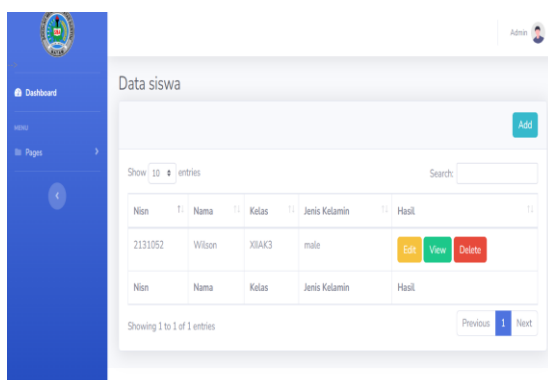 Admin
Dashboard
MENU
Pages
Data siswa
Add
Show 10 entries
Search:
Nisn Nama Kelas Jenis Kelamin Hasil
2131052 Wilson XIIAK3 male Edit View Delete
Nisn Nama Kelas Jenis Kelamin Hasil
Showing 1 to 1 of 1 entries
Previous 1 Next